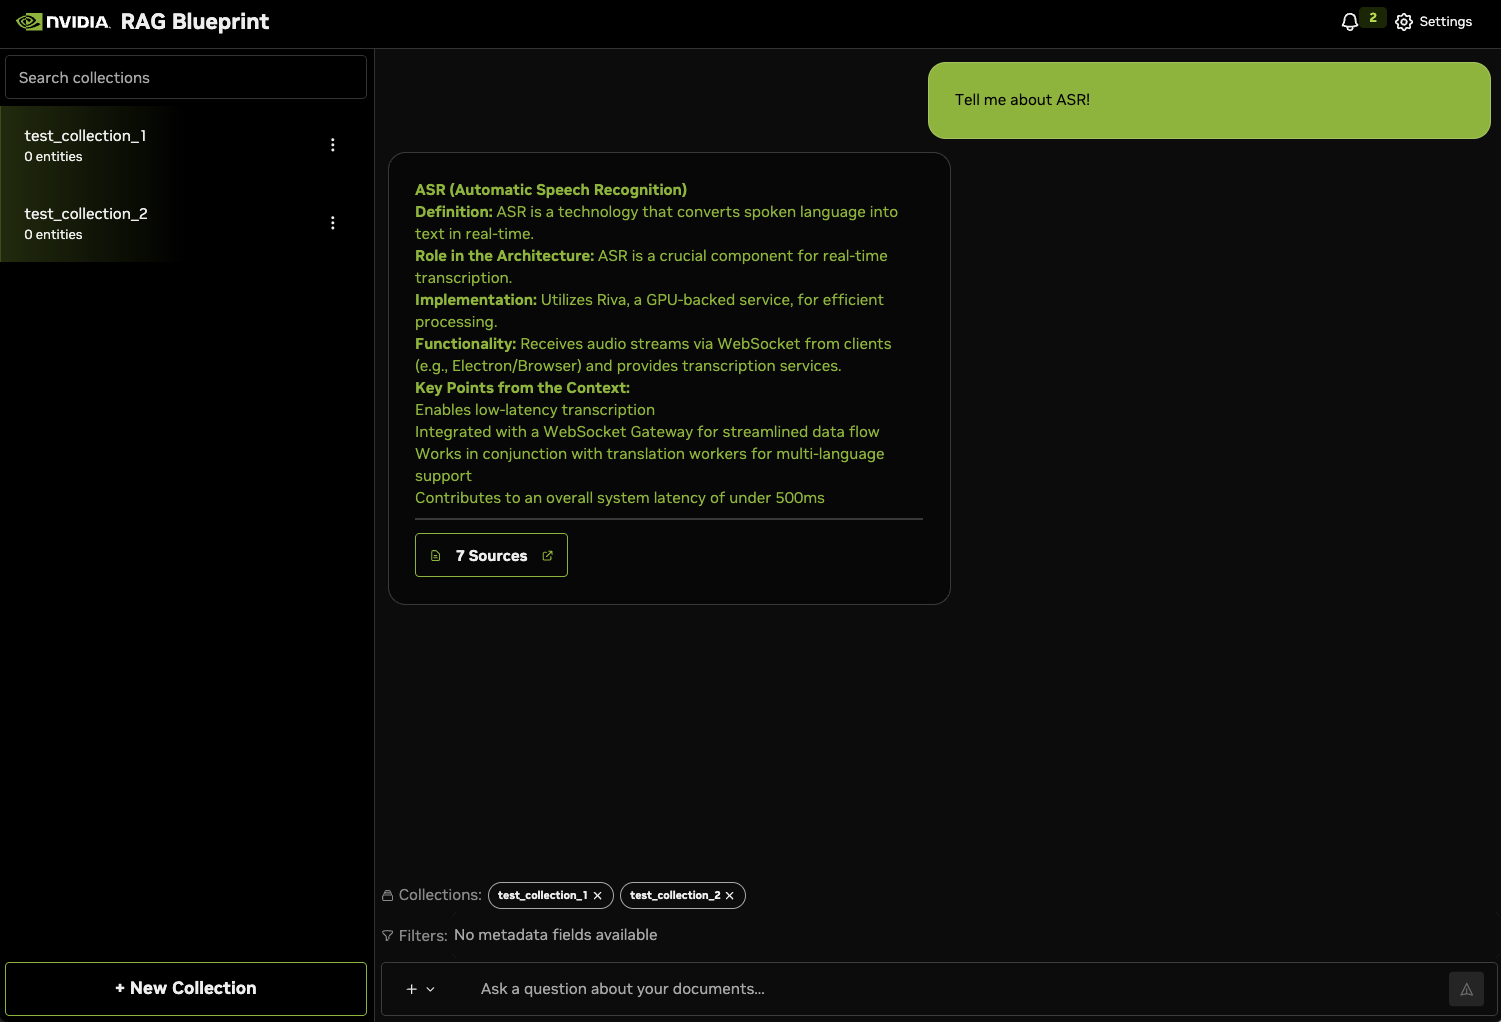 NVIDIA. RAG Blueprint
2
Settings
Search collections
test_collection_1
0 entities
test_collection_2
0 entities
+ New Collection
Tell me about ASR!
ASR (Automatic Speech Recognition)
Definition: ASR is a technology that converts spoken language into
text in real-time.
Role in the Architecture: ASR is a crucial component for real-time
transcription.
Implementation: Utilizes Riva, a GPU-backed service, for efficient
processing.
Functionality: Receives audio streams via WebSocket from clients
(e.g., Electron/Browser) and provides transcription services.
Key Points from the Context:
Enables low-latency transcription
Integrated with a WebSocket Gateway for streamlined data flow
Works in conjunction with translation workers for multi-language
support
Contributes to an overall system latency of under 500ms
7 Sources
Collections: test_collection_1 test_collection_2
Filters: No metadata fields available
Ask a question about your documents...